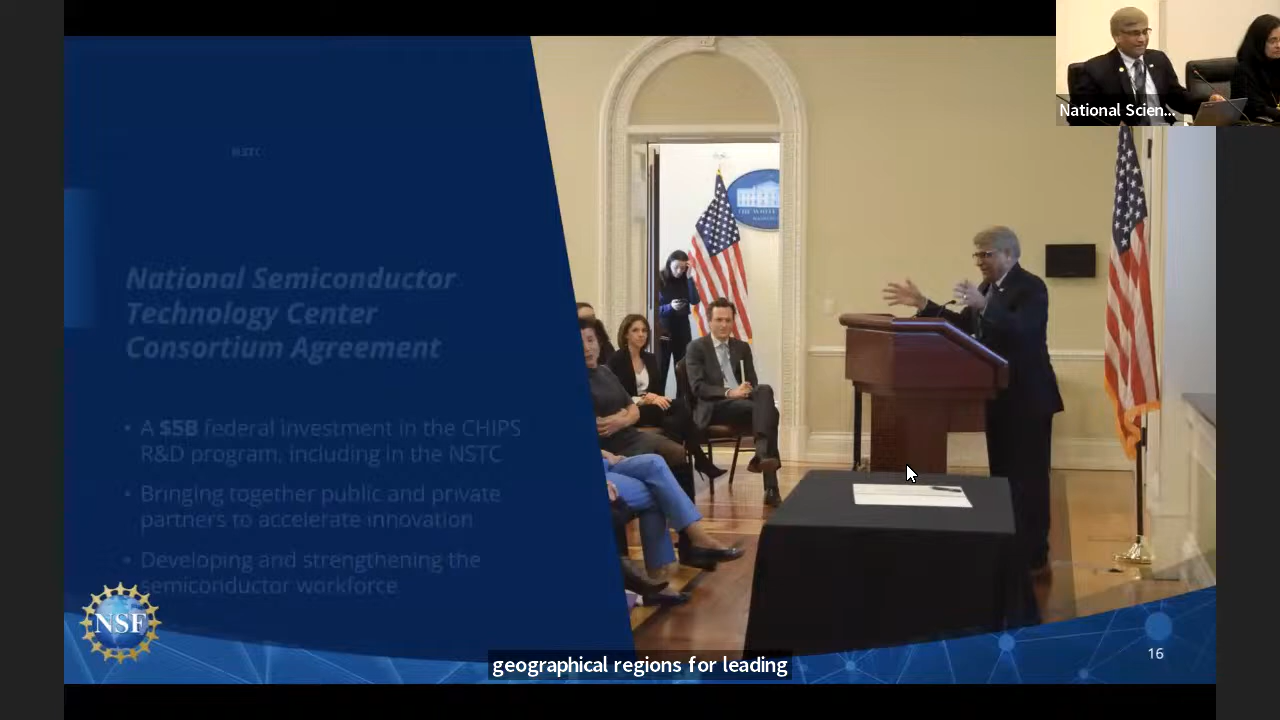 National Scien...
NSTC
National Semiconductor
Technology Center
Consortium Agreement
• A $5B federal investment in the CHIPS
R&D program, including in the NSTC
• Bringing together public and private
partners to accelerate innovation
• Developing and strengthening the
semiconductor workforce
THE WHITE
NSF
geographical regions for leading
16